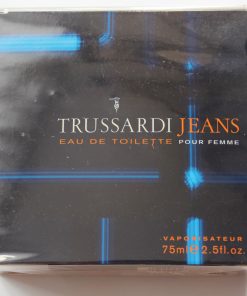 TRUSSARDI JEANS
EAU DE TOILETTE POUR FEMME
VAPORISATEUR
75ml℮2.5fl.oz.